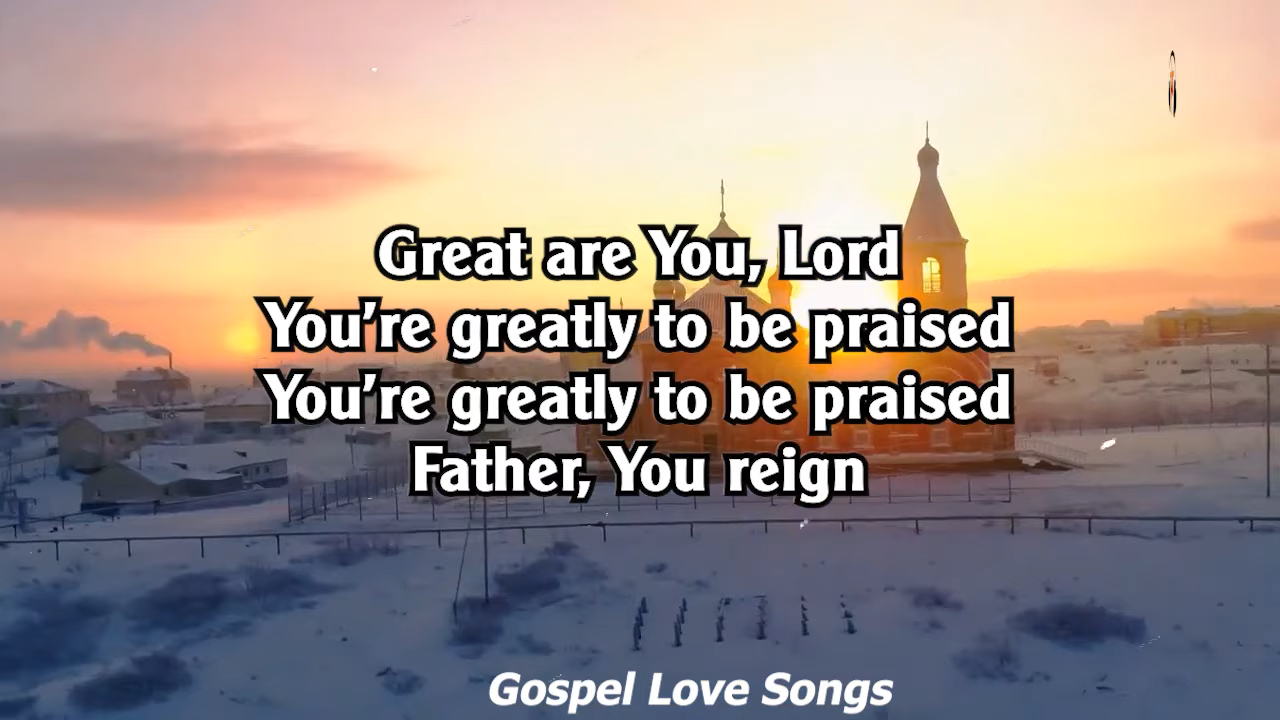 Great are You, Lord
You're greatly to be praised
You're greatly to be praised
Father, You reign
Gospel Love Songs